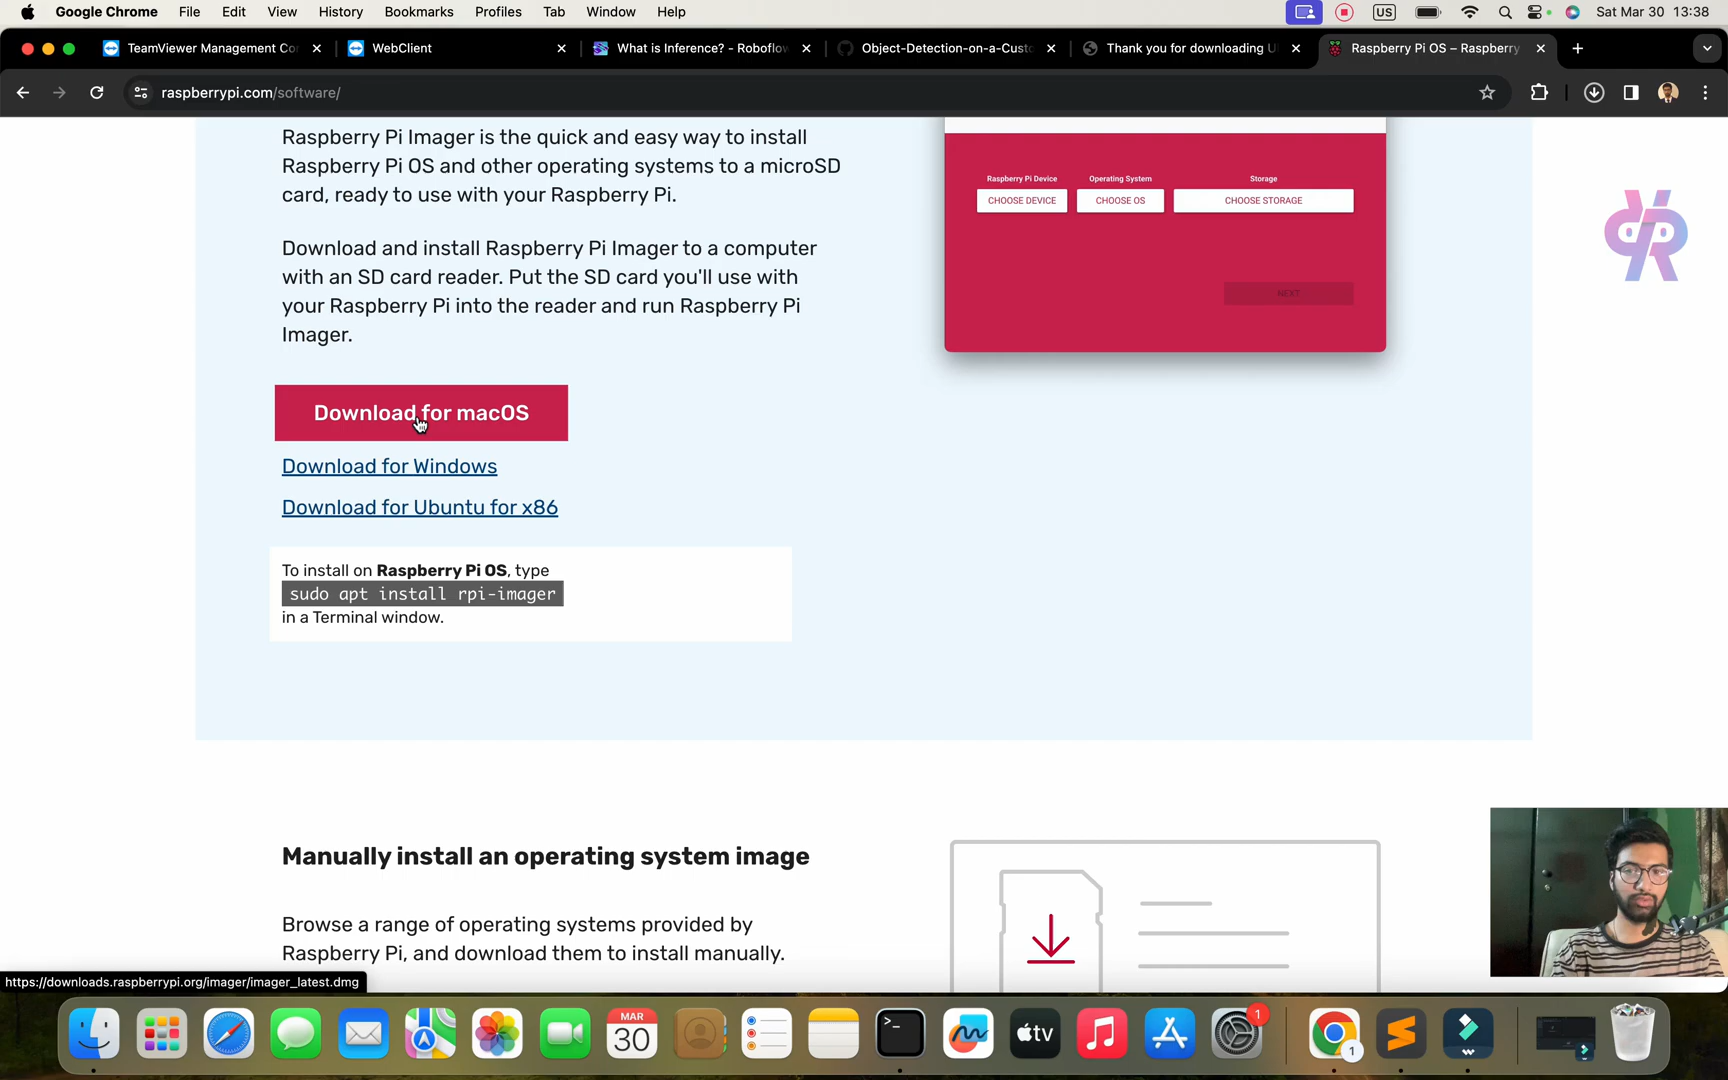 Google Chrome File Edit View History Bookmarks Profiles Tab Window Help US Sat Mar 30 13:38
TeamViewer Management Co WebClient What is Inference? - Roboflow Object-Detection-on-a-Custo Thank you for downloading U Raspberry Pi OS – Raspberry
raspberrypi.com/software/
Raspberry Pi Imager is the quick and easy way to install
Raspberry Pi OS and other operating systems to a microSD
card, ready to use with your Raspberry Pi.
Download and install Raspberry Pi Imager to a computer
with an SD card reader. Put the SD card you'll use with
your Raspberry Pi into the reader and run Raspberry Pi
Imager.
Raspberry Pi Device Operating System Storage
CHOOSE DEVICE CHOOSE OS CHOOSE STORAGE
NEXT
Download for macOS
Download for Windows
Download for Ubuntu for x86
To install on Raspberry Pi OS, type
sudo apt install rpi-imager
in a Terminal window.
Manually install an operating system image
Browse a range of operating systems provided by
Raspberry Pi, and download them to install manually.
https://downloads.raspberrypi.org/imager/imager_latest.dmg
MAR
30
>_
tv
1
1